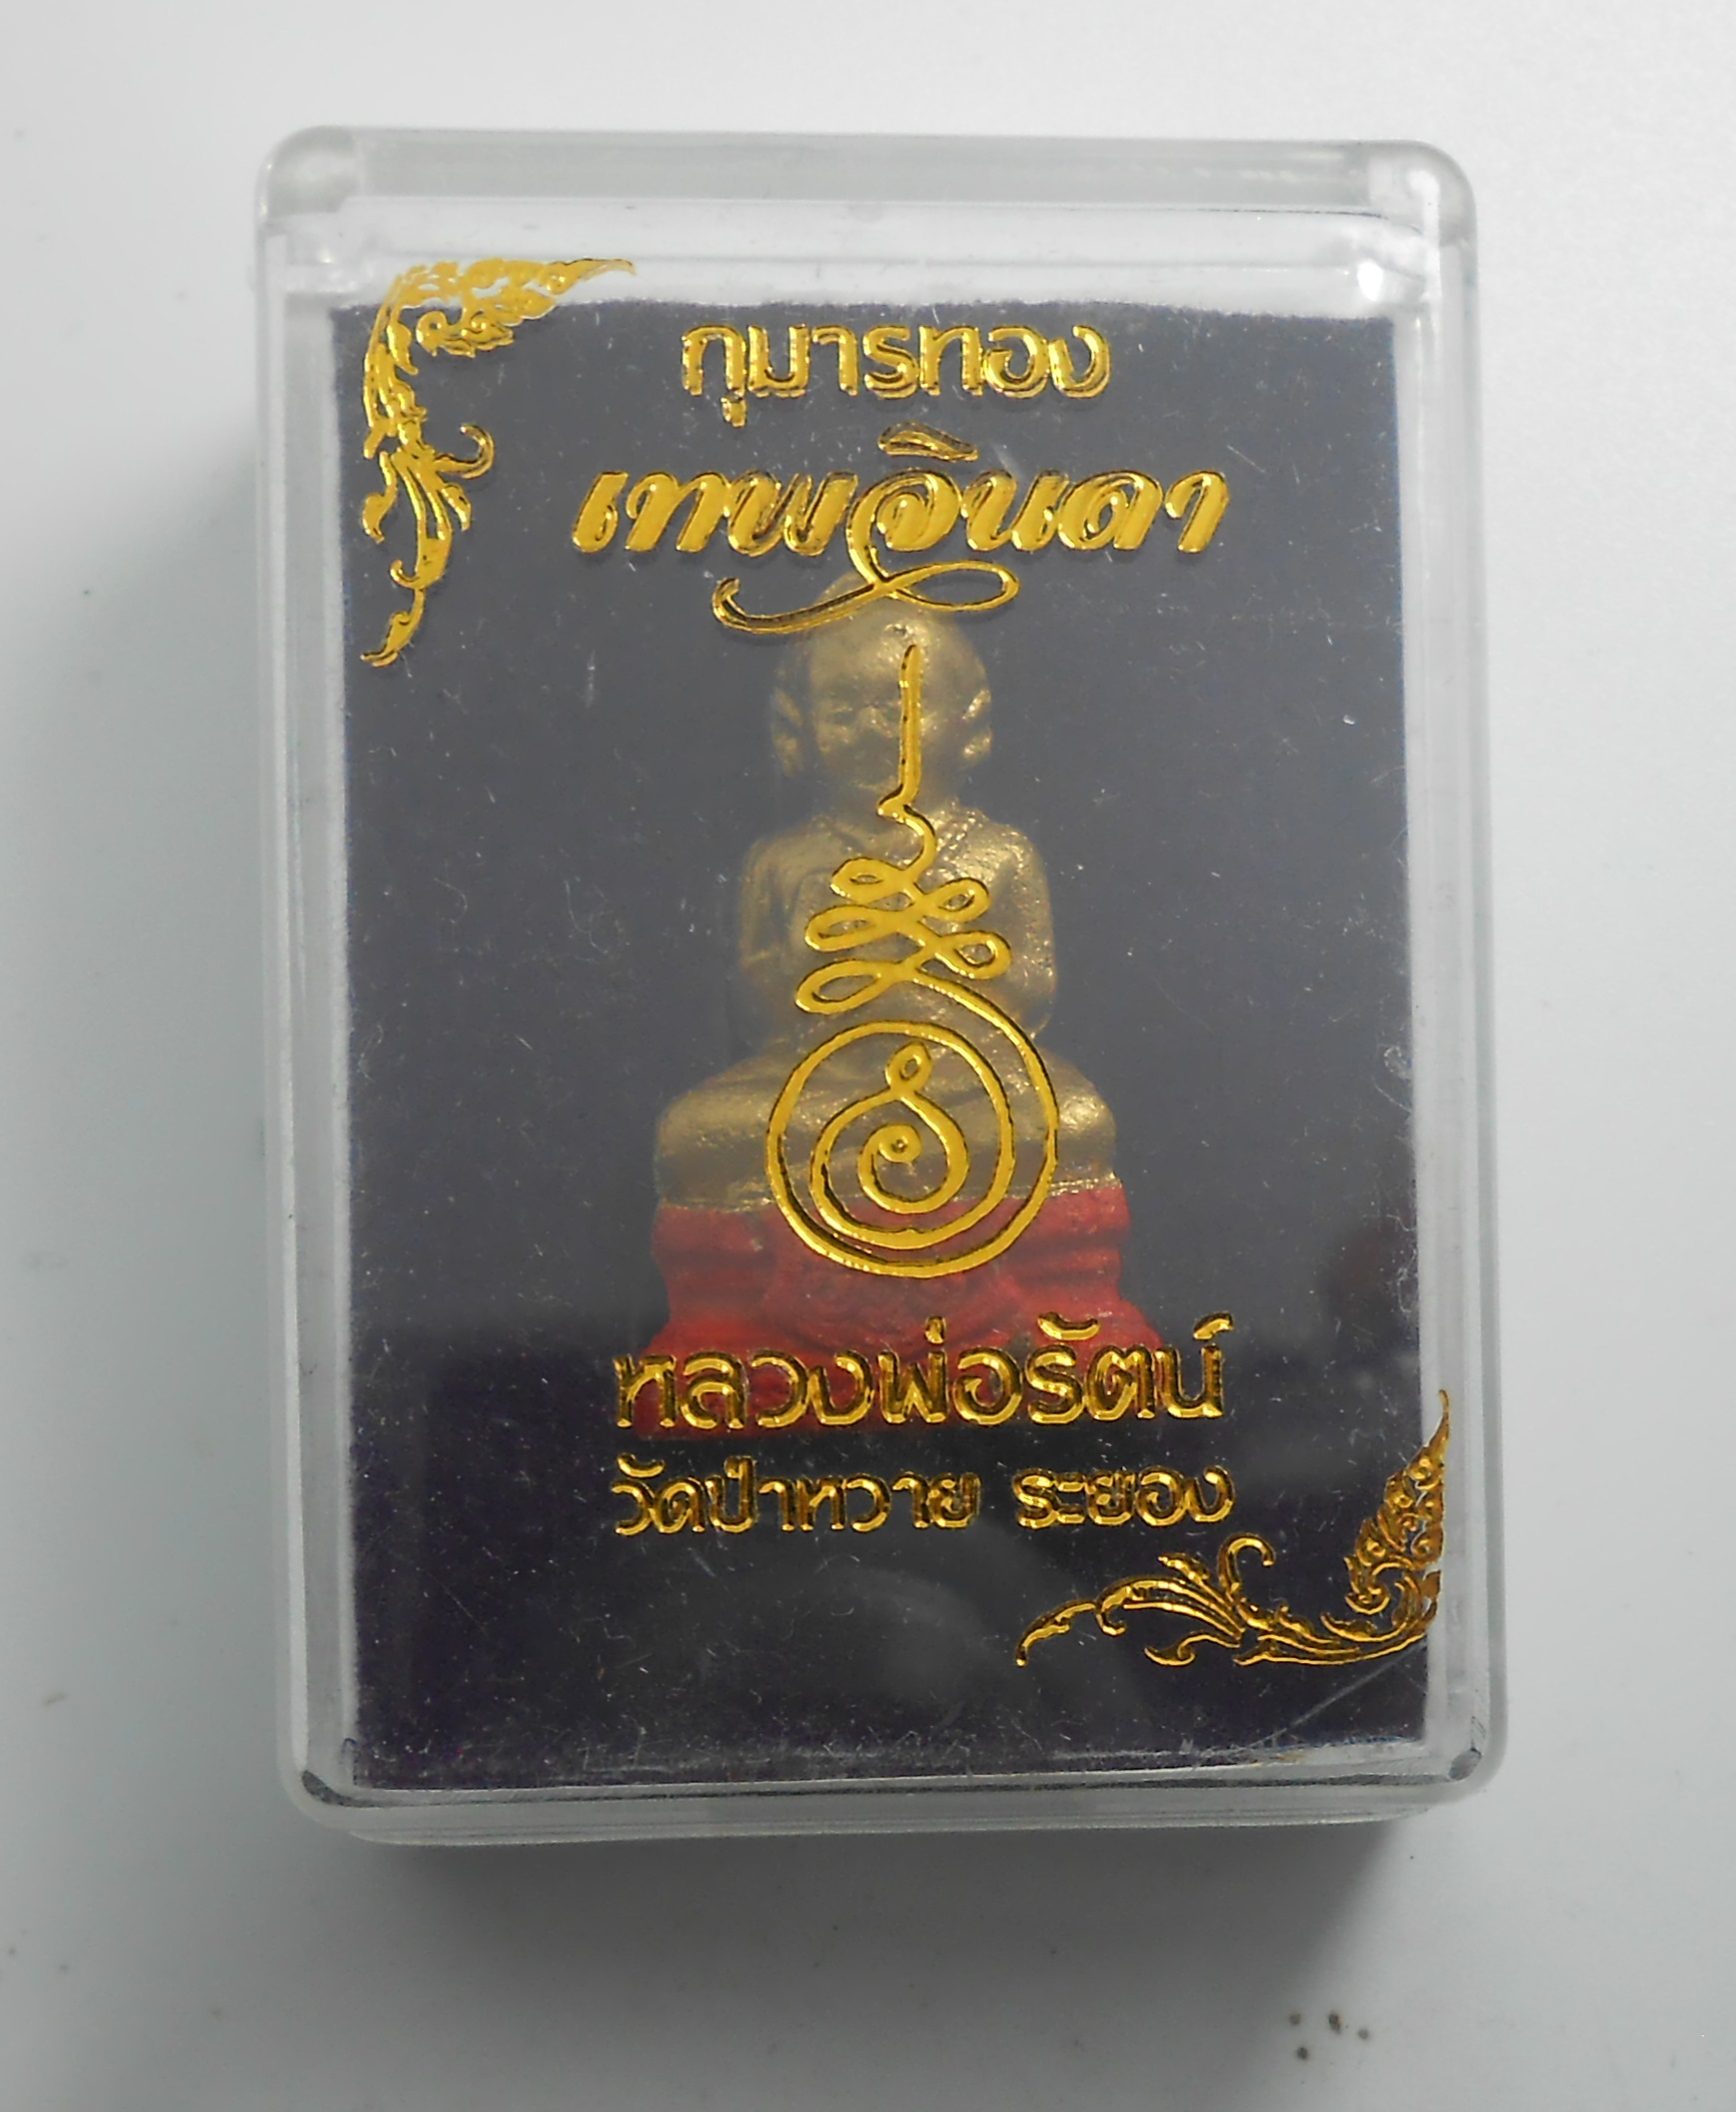 กุมารทอง
เทพจินดา
หลวงพ่อรัตน์
วัดป่าหวาย ระยอง